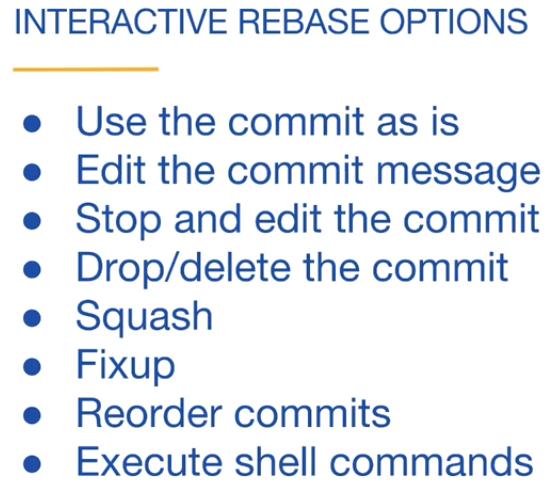 INTERACTIVE REBASE OPTIONS
● Use the commit as is
● Edit the commit message
● Stop and edit the commit
● Drop/delete the commit
● Squash
● Fixup
● Reorder commits
● Execute shell commands